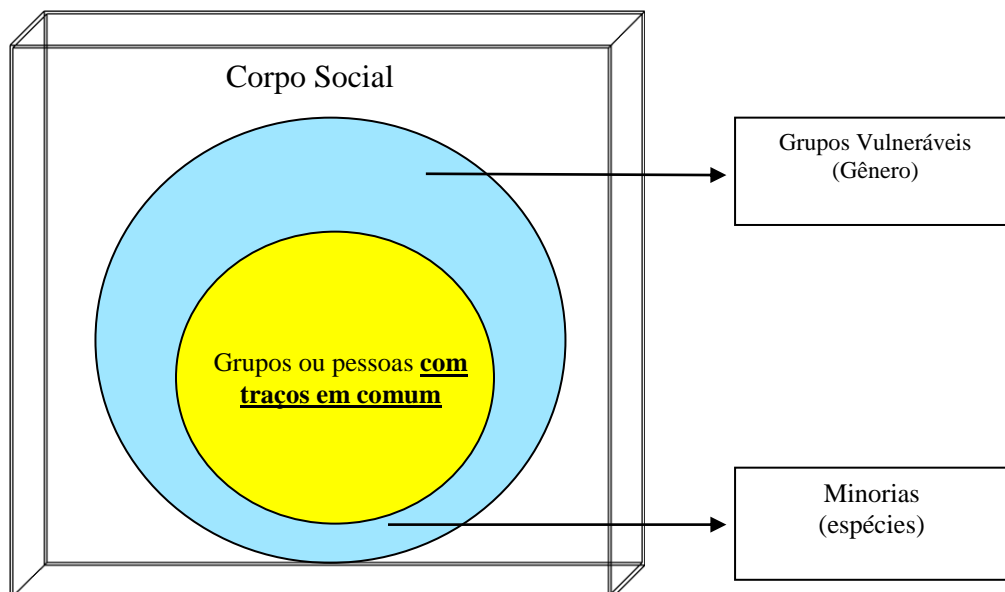 Corpo Social
Grupos Vulneráveis
(Gênero)
Grupos ou pessoas com
traços em comum
Minorias
(espécies)